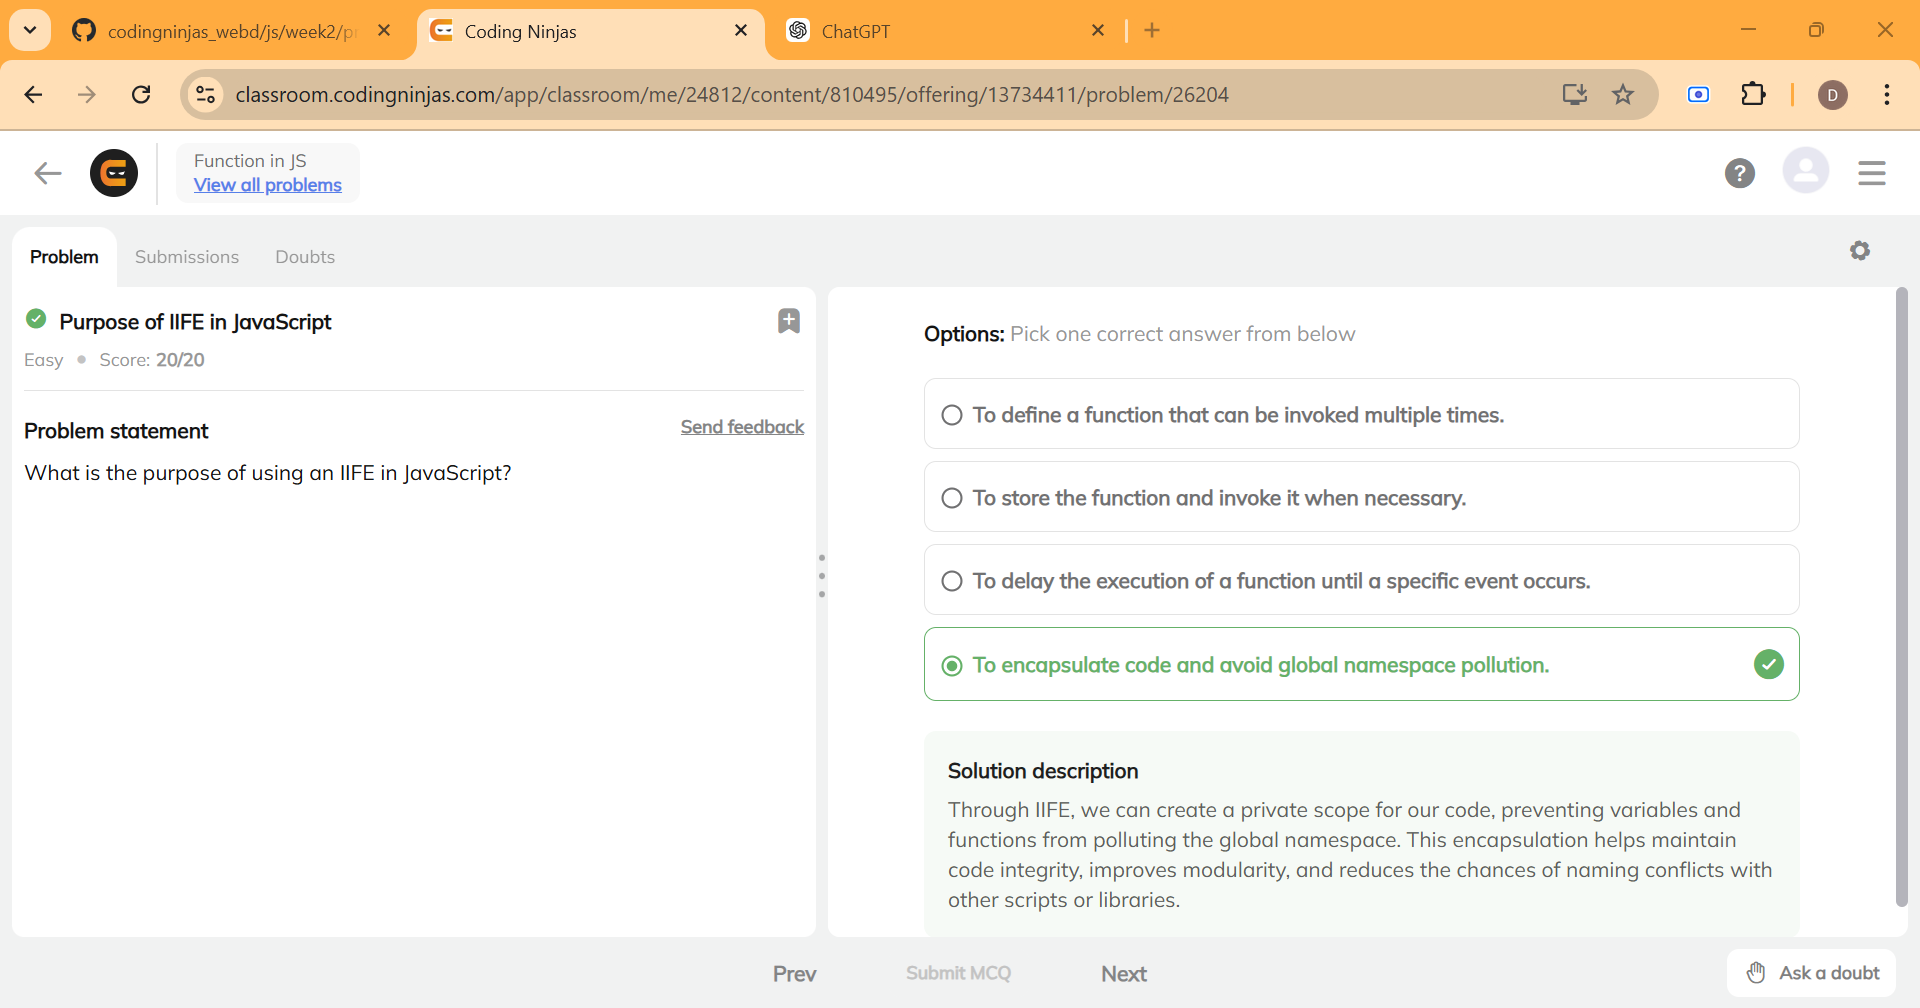 codingninjas_webd/js/week2/pr
Coding Ninjas
ChatGPT
classroom.codingninjas.com/app/classroom/me/24812/content/810495/offering/13734411/problem/26204
D
Function in JS
View all problems
?
Problem
Submissions
Doubts
Purpose of IIFE in JavaScript
Easy • Score: 20/20
Problem statement
Send feedback
What is the purpose of using an IIFE in JavaScript?
Options: Pick one correct answer from below
To define a function that can be invoked multiple times.
To store the function and invoke it when necessary.
To delay the execution of a function until a specific event occurs.
To encapsulate code and avoid global namespace pollution.
Solution description
Through IIFE, we can create a private scope for our code, preventing variables and
functions from polluting the global namespace. This encapsulation helps maintain
code integrity, improves modularity, and reduces the chances of naming conflicts with
other scripts or libraries.
Prev
Submit MCQ
Next
Ask a doubt